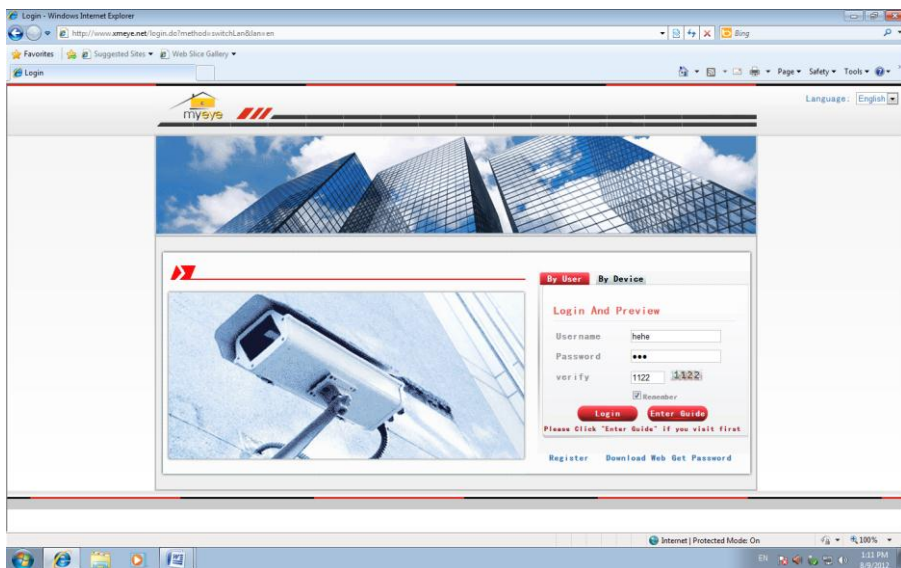 Login - Windows Internet Explorer
http://www.xmeye.net/login.do?method=switchLan&lan=en
Bing
Favorites Suggested Sites Web Slice Gallery
Login
Page Safety Tools
Language: English
myeye
By User By Device
Login And Preview
Username hehe
Password
verify 1122 1122
Remember
Login Enter Guide
Please Click "Enter Guide" if you visit first
Register Download Web Get Password
Internet | Protected Mode: On 100%
EN 1:11 PM
8/9/2012